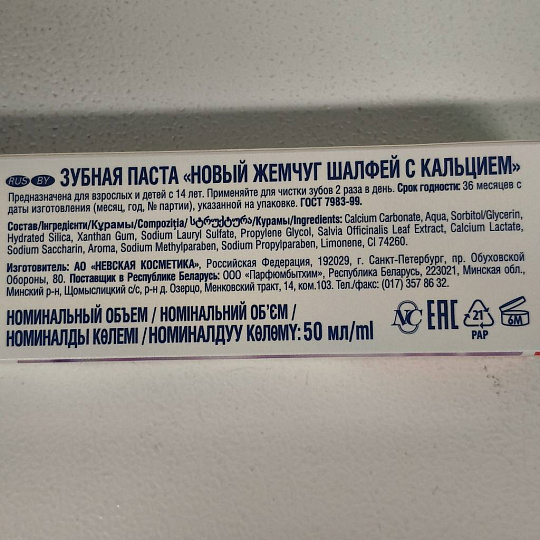 RUS BY ЗУБНАЯ ПАСТА «НОВЫЙ ЖЕМЧУГ ШАЛФЕЙ С КАЛЬЦИЕМ»
Предназначена для взрослых и детей с 14 лет. Применяйте для чистки зубов 2 раза в день. Срок годности: 36 месяцев с
даты изготовления (месяц, год, № партии), указанной на упаковке. ГОСТ 7983-99.
Состав/Інгредієнти/Құрамы/Compoziția/ სტრუქტურა/Курамы/Ingredients: Calcium Carbonate, Aqua, Sorbitol/Glycerin,
Hydrated Silica, Xanthan Gum, Sodium Lauryl Sulfate, Propylene Glycol, Salvia Officinalis Leaf Extract, Calcium Lactate,
Sodium Saccharin, Aroma, Sodium Methylparaben, Sodium Propylparaben, Limonene, CI 74260.
Изготовитель: АО «НЕВСКАЯ КОСМЕТИКА», Российская Федерация, 192029, г. Санкт-Петербург, пр. Обуховской
Обороны, 80. Поставщик в Республике Беларусь: ООО «Парфюмбытхим», Республика Беларусь, 223021, Минская обл.,
Минский р-н, Щомыслицкий с/с, р-н д. Озерцо, Менковский тракт, 14, ком.103. Тел./факс: (017) 357 86 32.
НОМИНАЛЬНЫЙ ОБЪЕМ / НОМІНАЛЬНИЙ ОБ'ЄМ /
НОМИНАЛДЫ КӨЛЕМІ / НОМИНАЛДУУ КӨЛӨМҮ: 50 мл/ml
NC EAC 21 PAP 6M